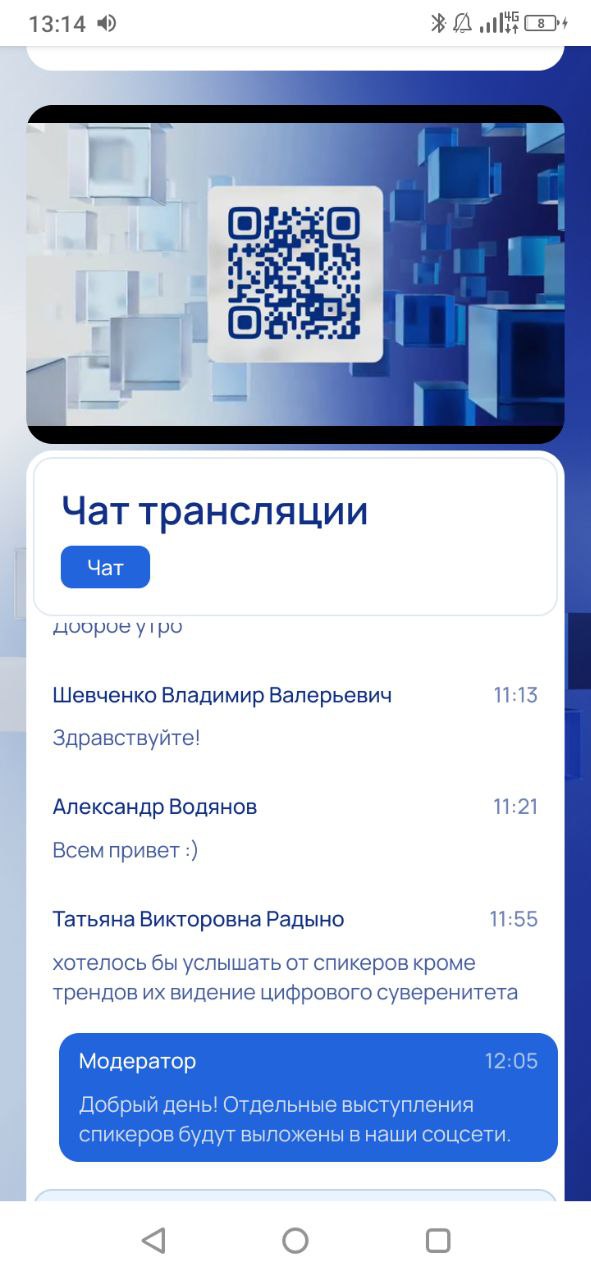 13:14
4G
8
Чат трансляции
Чат
Доброе утро
Шевченко Владимир Валерьевич 11:13
Здравствуйте!
Александр Водянов 11:21
Всем привет :)
Татьяна Викторовна Радыно 11:55
хотелось бы услышать от спикеров кроме
трендов их видение цифрового суверенитета
Модератор 12:05
Добрый день! Отдельные выступления
спикеров будут выложены в наши соцсети.